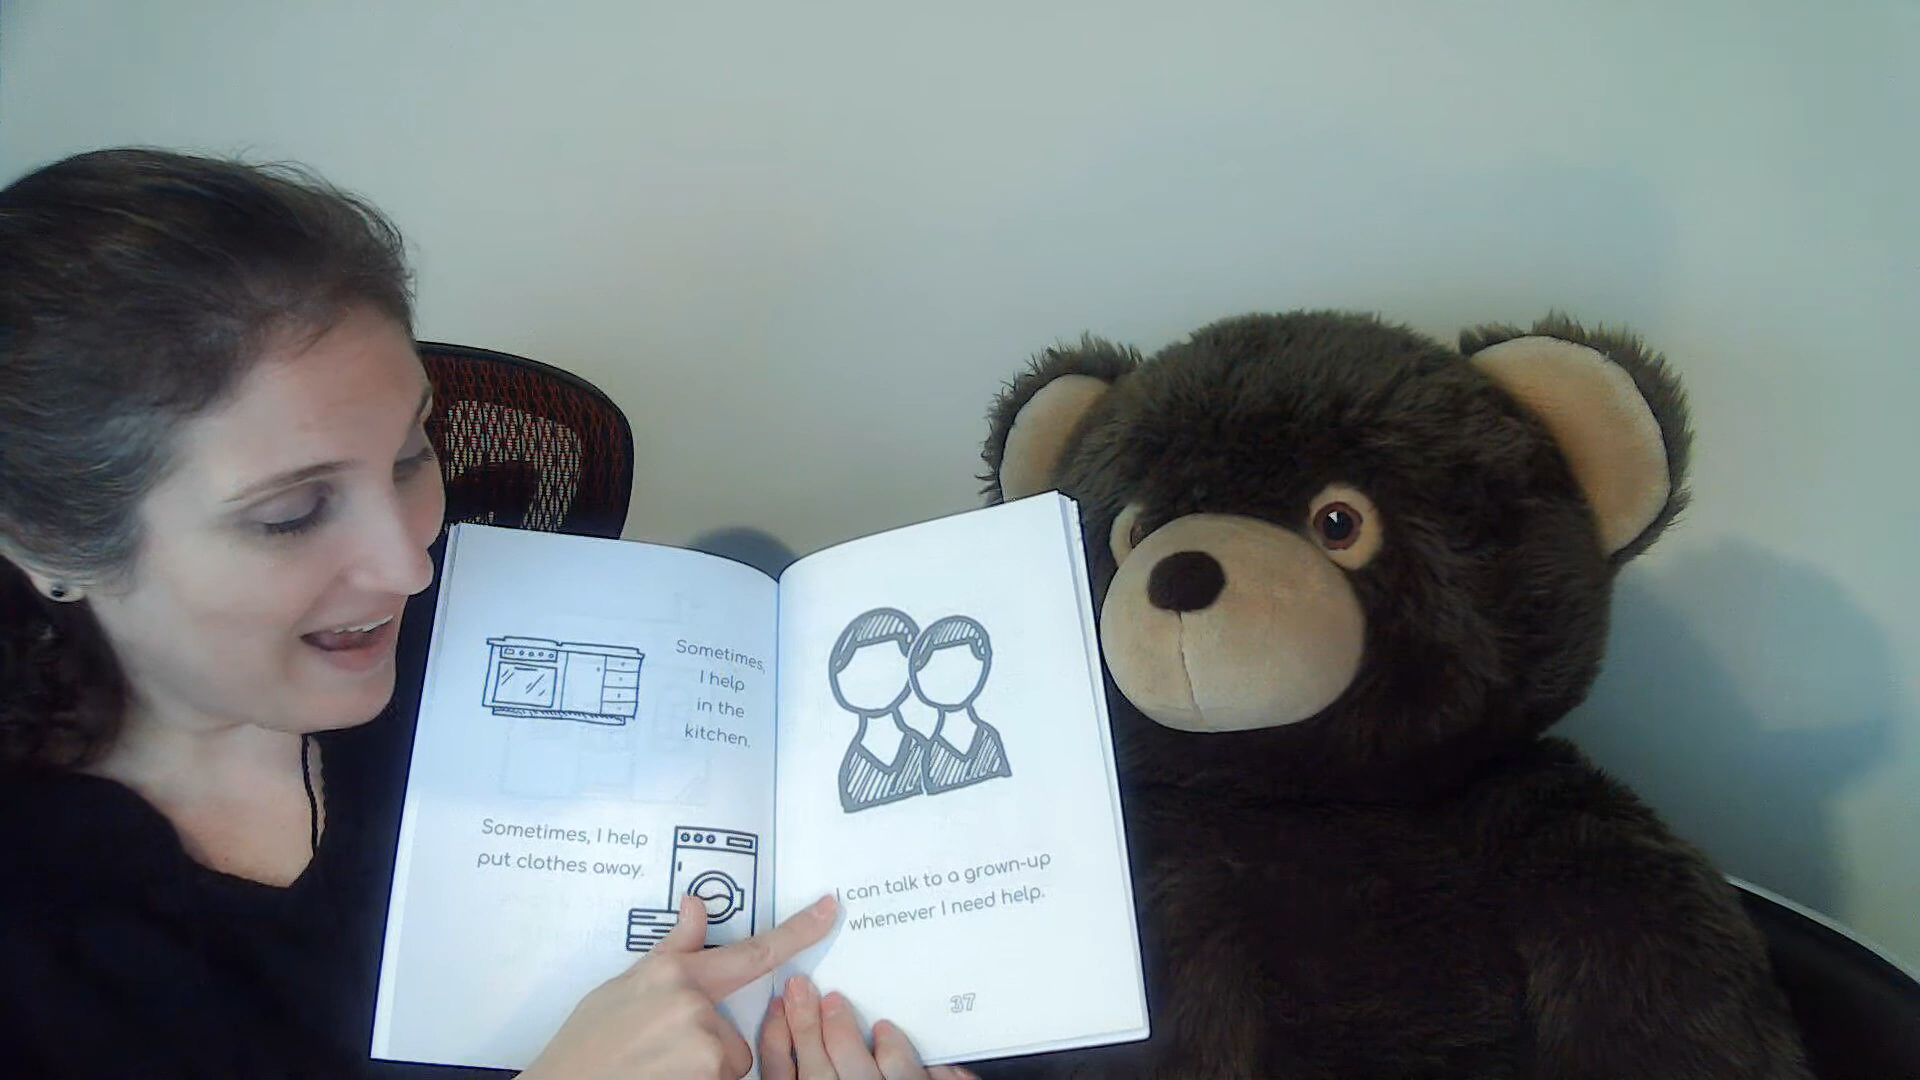 Sometimes,
I help
in the
kitchen.
Sometimes, I help
put clothes away.
I can talk to a grown-up
whenever I need help.
37